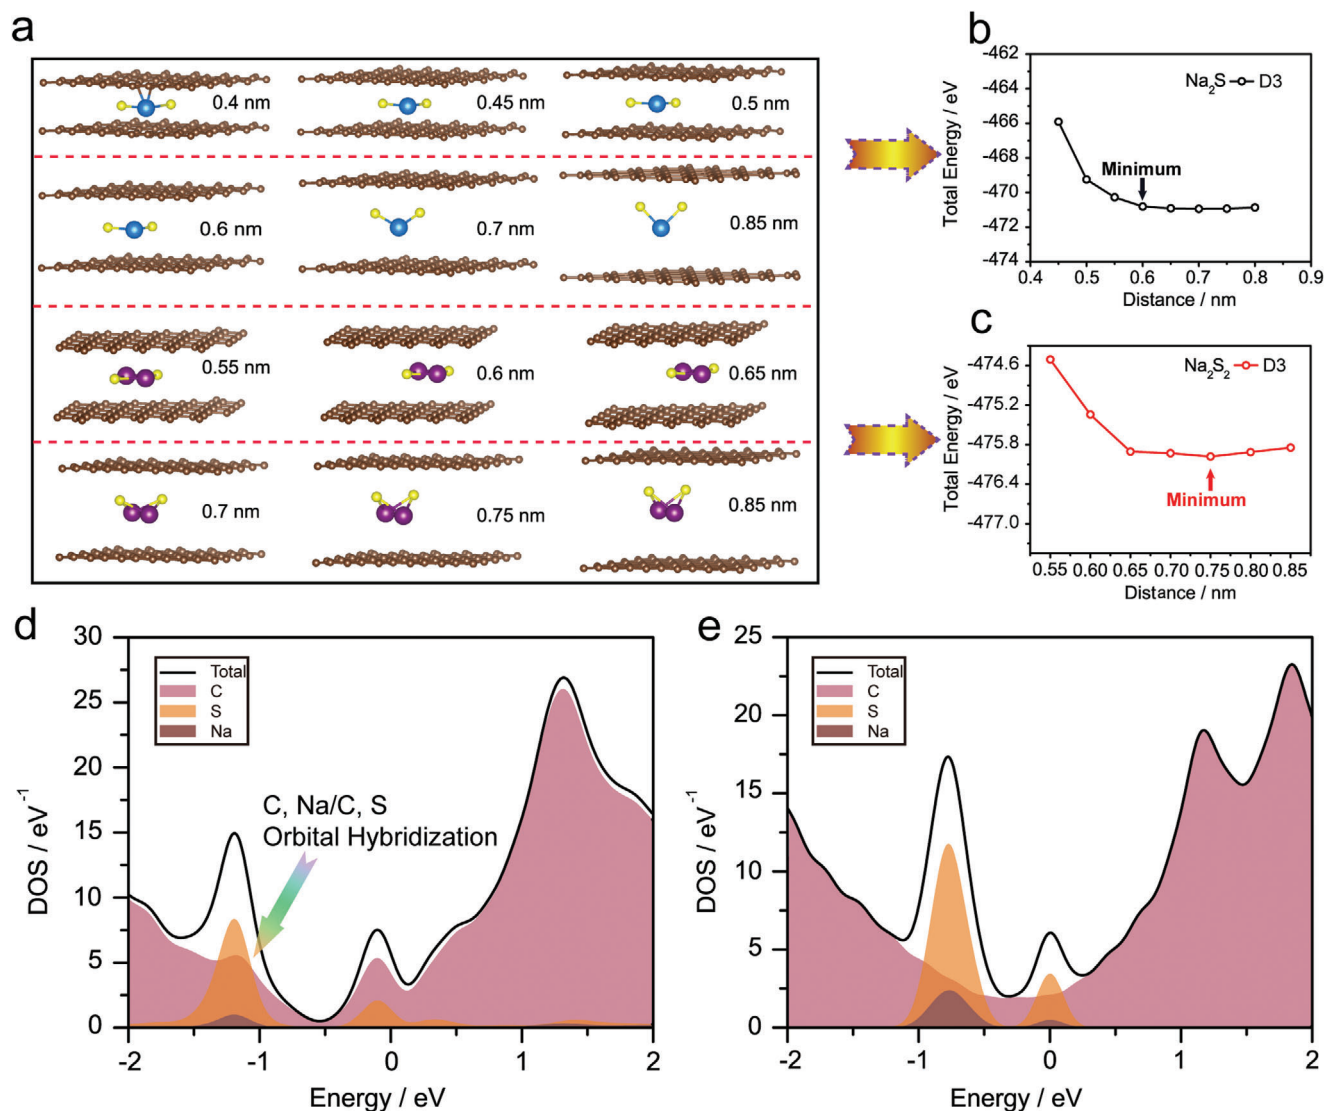 a
0.4 nm
0.45 nm
0.5 nm
0.6 nm
0.7 nm
0.85 nm
0.55 nm
0.6 nm
0.65 nm
0.7 nm
0.75 nm
0.85 nm
b
Total Energy / eV
-462
-464
-466
-468
-470
-472
-474
Na₂S D3
Minimum
0.4 0.5 0.6 0.7 0.8 0.9
Distance / nm
c
Total Energy / eV
-474.6
-475.2
-475.8
-476.4
-477.0
Na₂S₂ D3
Minimum
0.55 0.60 0.65 0.70 0.75 0.80 0.85
Distance / nm
d
DOS / eV⁻¹
30
25
20
15
10
5
0
Total
C
S
Na
C, Na/C, S
Orbital Hybridization
-2 -1 0 1 2
Energy / eV
e
DOS / eV⁻¹
25
20
15
10
5
0
Total
C
S
Na
-2 -1 0 1 2
Energy / eV